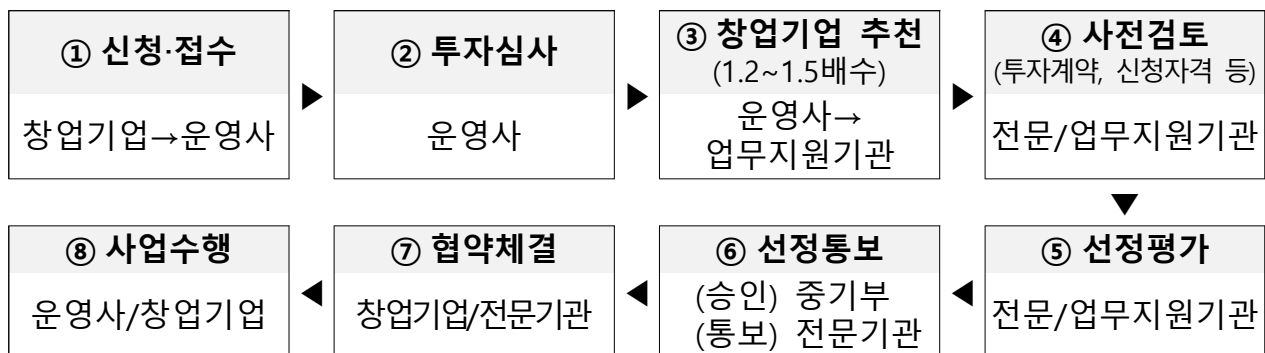 ① 신청·접수
창업기업→운영사
▶
② 투자심사
운영사
▶
③ 창업기업 추천
(1.2~1.5배수)
운영사→
업무지원기관
▶
④ 사전검토
(투자계약, 신청자격 등)
전문/업무지원기관
▼
⑤ 선정평가
전문/업무지원기관
◀
⑥ 선정통보
(승인) 중기부
(통보) 전문기관
◀
⑦ 협약체결
창업기업/전문기관
◀
⑧ 사업수행
운영사/창업기업